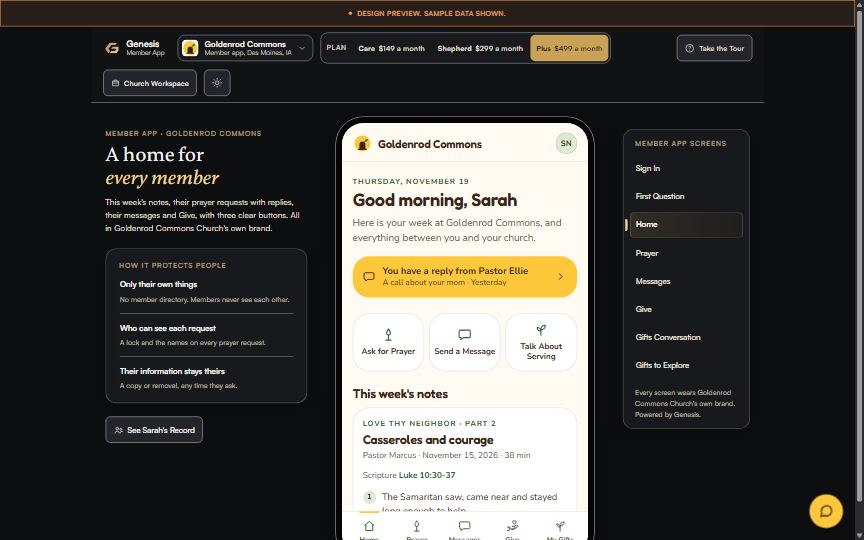 DESIGN PREVIEW. SAMPLE DATA SHOWN.
Genesis
Member App
Goldenrod Commons
Member app, Des Moines, IA
PLAN
Care $149 a month
Shepherd $299 a month
Plus $499 a month
Take the Tour
Church Workspace
MEMBER APP · GOLDENROD COMMONS
A home for
every member
This week's notes, their prayer requests with replies,
their messages and Give, with three clear buttons. All
in Goldenrod Commons Church's own brand.
HOW IT PROTECTS PEOPLE
Only their own things
No member directory. Members never see each other.
Who can see each request
A lock and the names on every prayer request.
Their information stays theirs
A copy or removal, any time they ask.
See Sarah's Record
Goldenrod Commons
SN
THURSDAY, NOVEMBER 19
Good morning, Sarah
Here is your week at Goldenrod Commons, and
everything between you and your church.
You have a reply from Pastor Ellie
A call about your mom · Yesterday
Ask for Prayer
Send a Message
Talk About
Serving
This week's notes
LOVE THY NEIGHBOR · PART 2
Casseroles and courage
Pastor Marcus · November 15, 2026 · 38 min
Scripture Luke 10:30-37
1 The Samaritan saw, came near and stayed
long enough to help
Home
Prayer
Messages
Give
My Gifts
MEMBER APP SCREENS
Sign In
First Question
Home
Prayer
Messages
Give
Gifts Conversation
Gifts to Explore
Every screen wears Goldenrod
Commons Church's own brand.
Powered by Genesis.